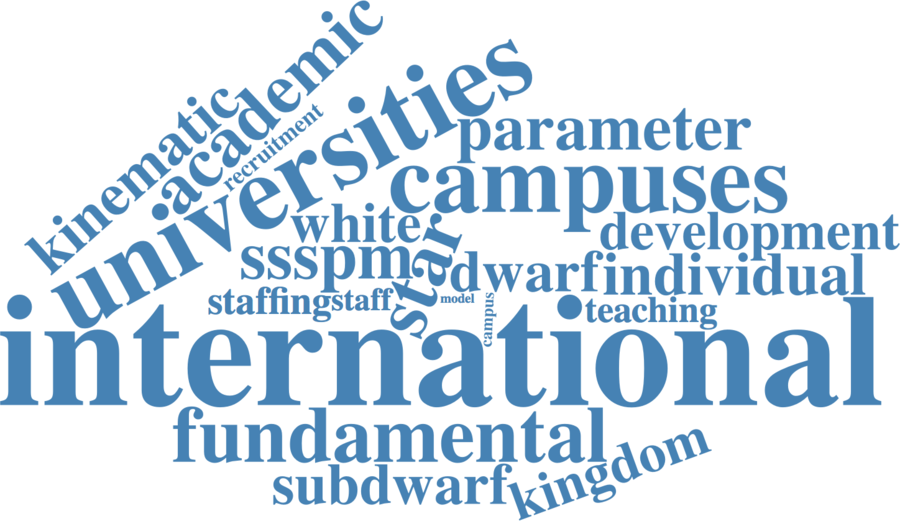 academic
kinematic
recruitment
universities
parameter
campuses
white
development
star
ssspm
dwarf
individual
staffing
staff
model
campus
teaching
international
fundamental
subdwarf
kingdom